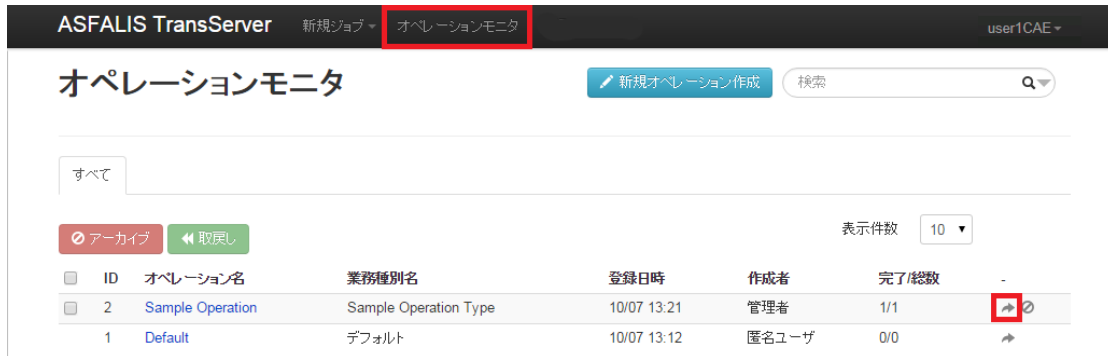 ASFALIS TransServer 新規ジョブ オペレーションモニタ user1CAE
オペレーションモニタ 新規オペレーション作成 検索
すべて
アーカイブ 取戻し 表示件数 10
ID オペレーション名 業務種別名 登録日時 作成者 完了/総数 -
2 Sample Operation Sample Operation Type 10/07 13:21 管理者 1/1
1 Default デフォルト 10/07 13:12 匿名ユーザ 0/0